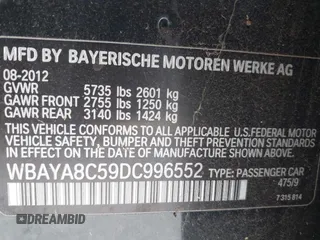 MFD BY BAYERISCHE MOTOREN WERKE AG
08-2012
GVWR 5735 lbs 2601 kg
GAWR FRONT 2755 lbs 1250 kg
GAWR REAR 3140 lbs 1424 kg
THIS VEHICLE CONFORMS TO ALL APPLICABLE U.S.FEDERAL MOTOR
VEHICLE SAFETY, BUMPER, AND THEFT PREVENTION STANDARDS IN
EFFECT ON THE DATE OF MANUFACTURE SHOWN ABOVE.
WBAYA8C59DC996552 TYPE: PASSENGER CAR
475/9
7 315 814
DREAMBID